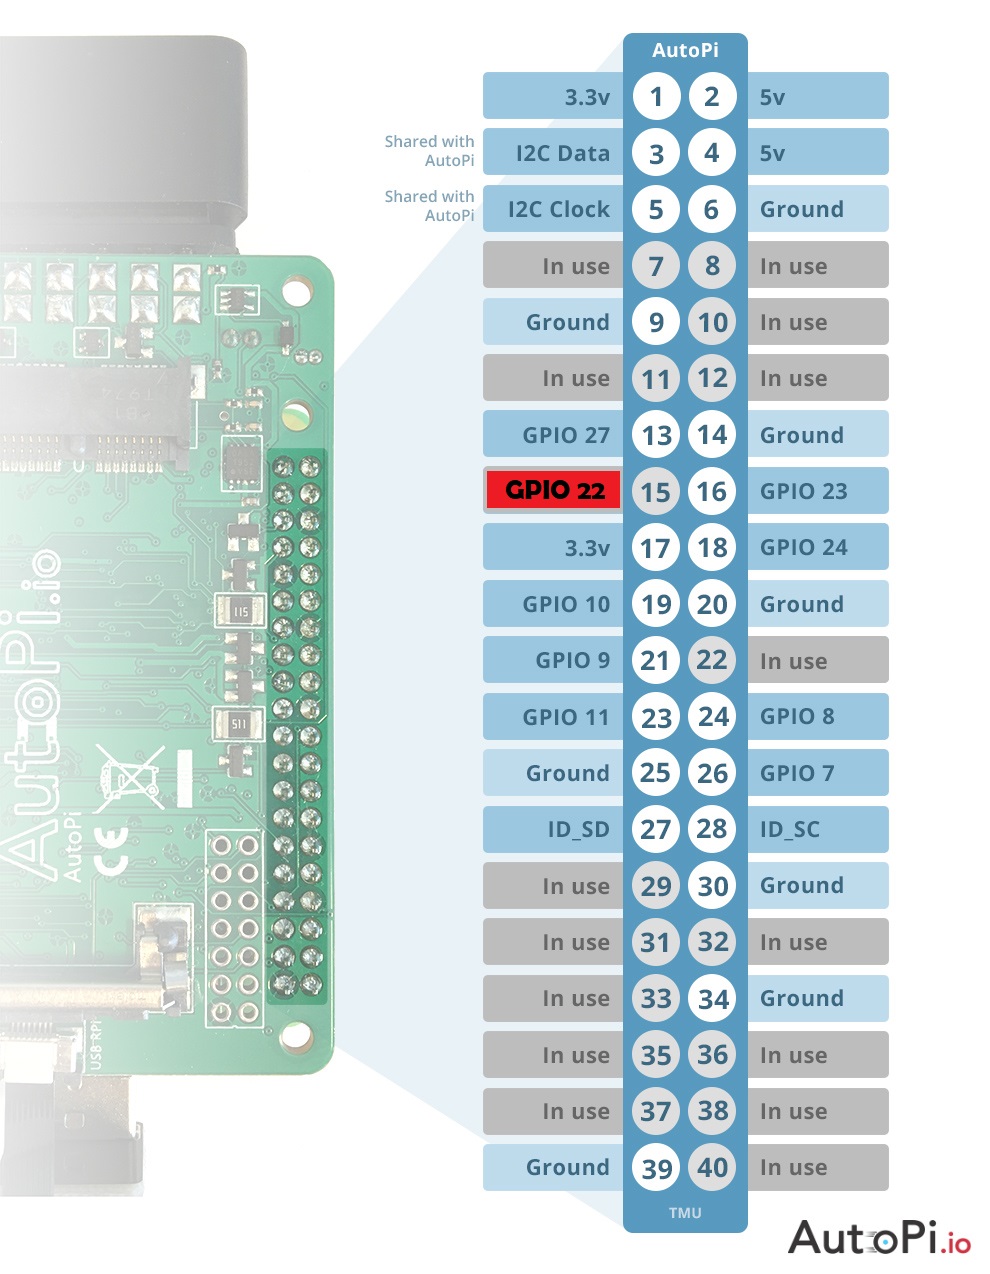 AutoPi
3.3v 1 2 5v
Shared with
AutoPi
I2C Data 3 4 5v
Shared with
AutoPi
I2C Clock 5 6 Ground
In use 7 8 In use
Ground 9 10 In use
In use 11 12 In use
GPIO 27 13 14 Ground
GPIO 22 15 16 GPIO 23
3.3v 17 18 GPIO 24
GPIO 10 19 20 Ground
GPIO 9 21 22 In use
GPIO 11 23 24 GPIO 8
Ground 25 26 GPIO 7
ID_SD 27 28 ID_SC
In use 29 30 Ground
In use 31 32 In use
In use 33 34 Ground
In use 35 36 In use
In use 37 38 In use
Ground 39 40 In use
TMU
AutoPi.io
AutoPi.io
AutoPi
CE
115
511
USB RPI